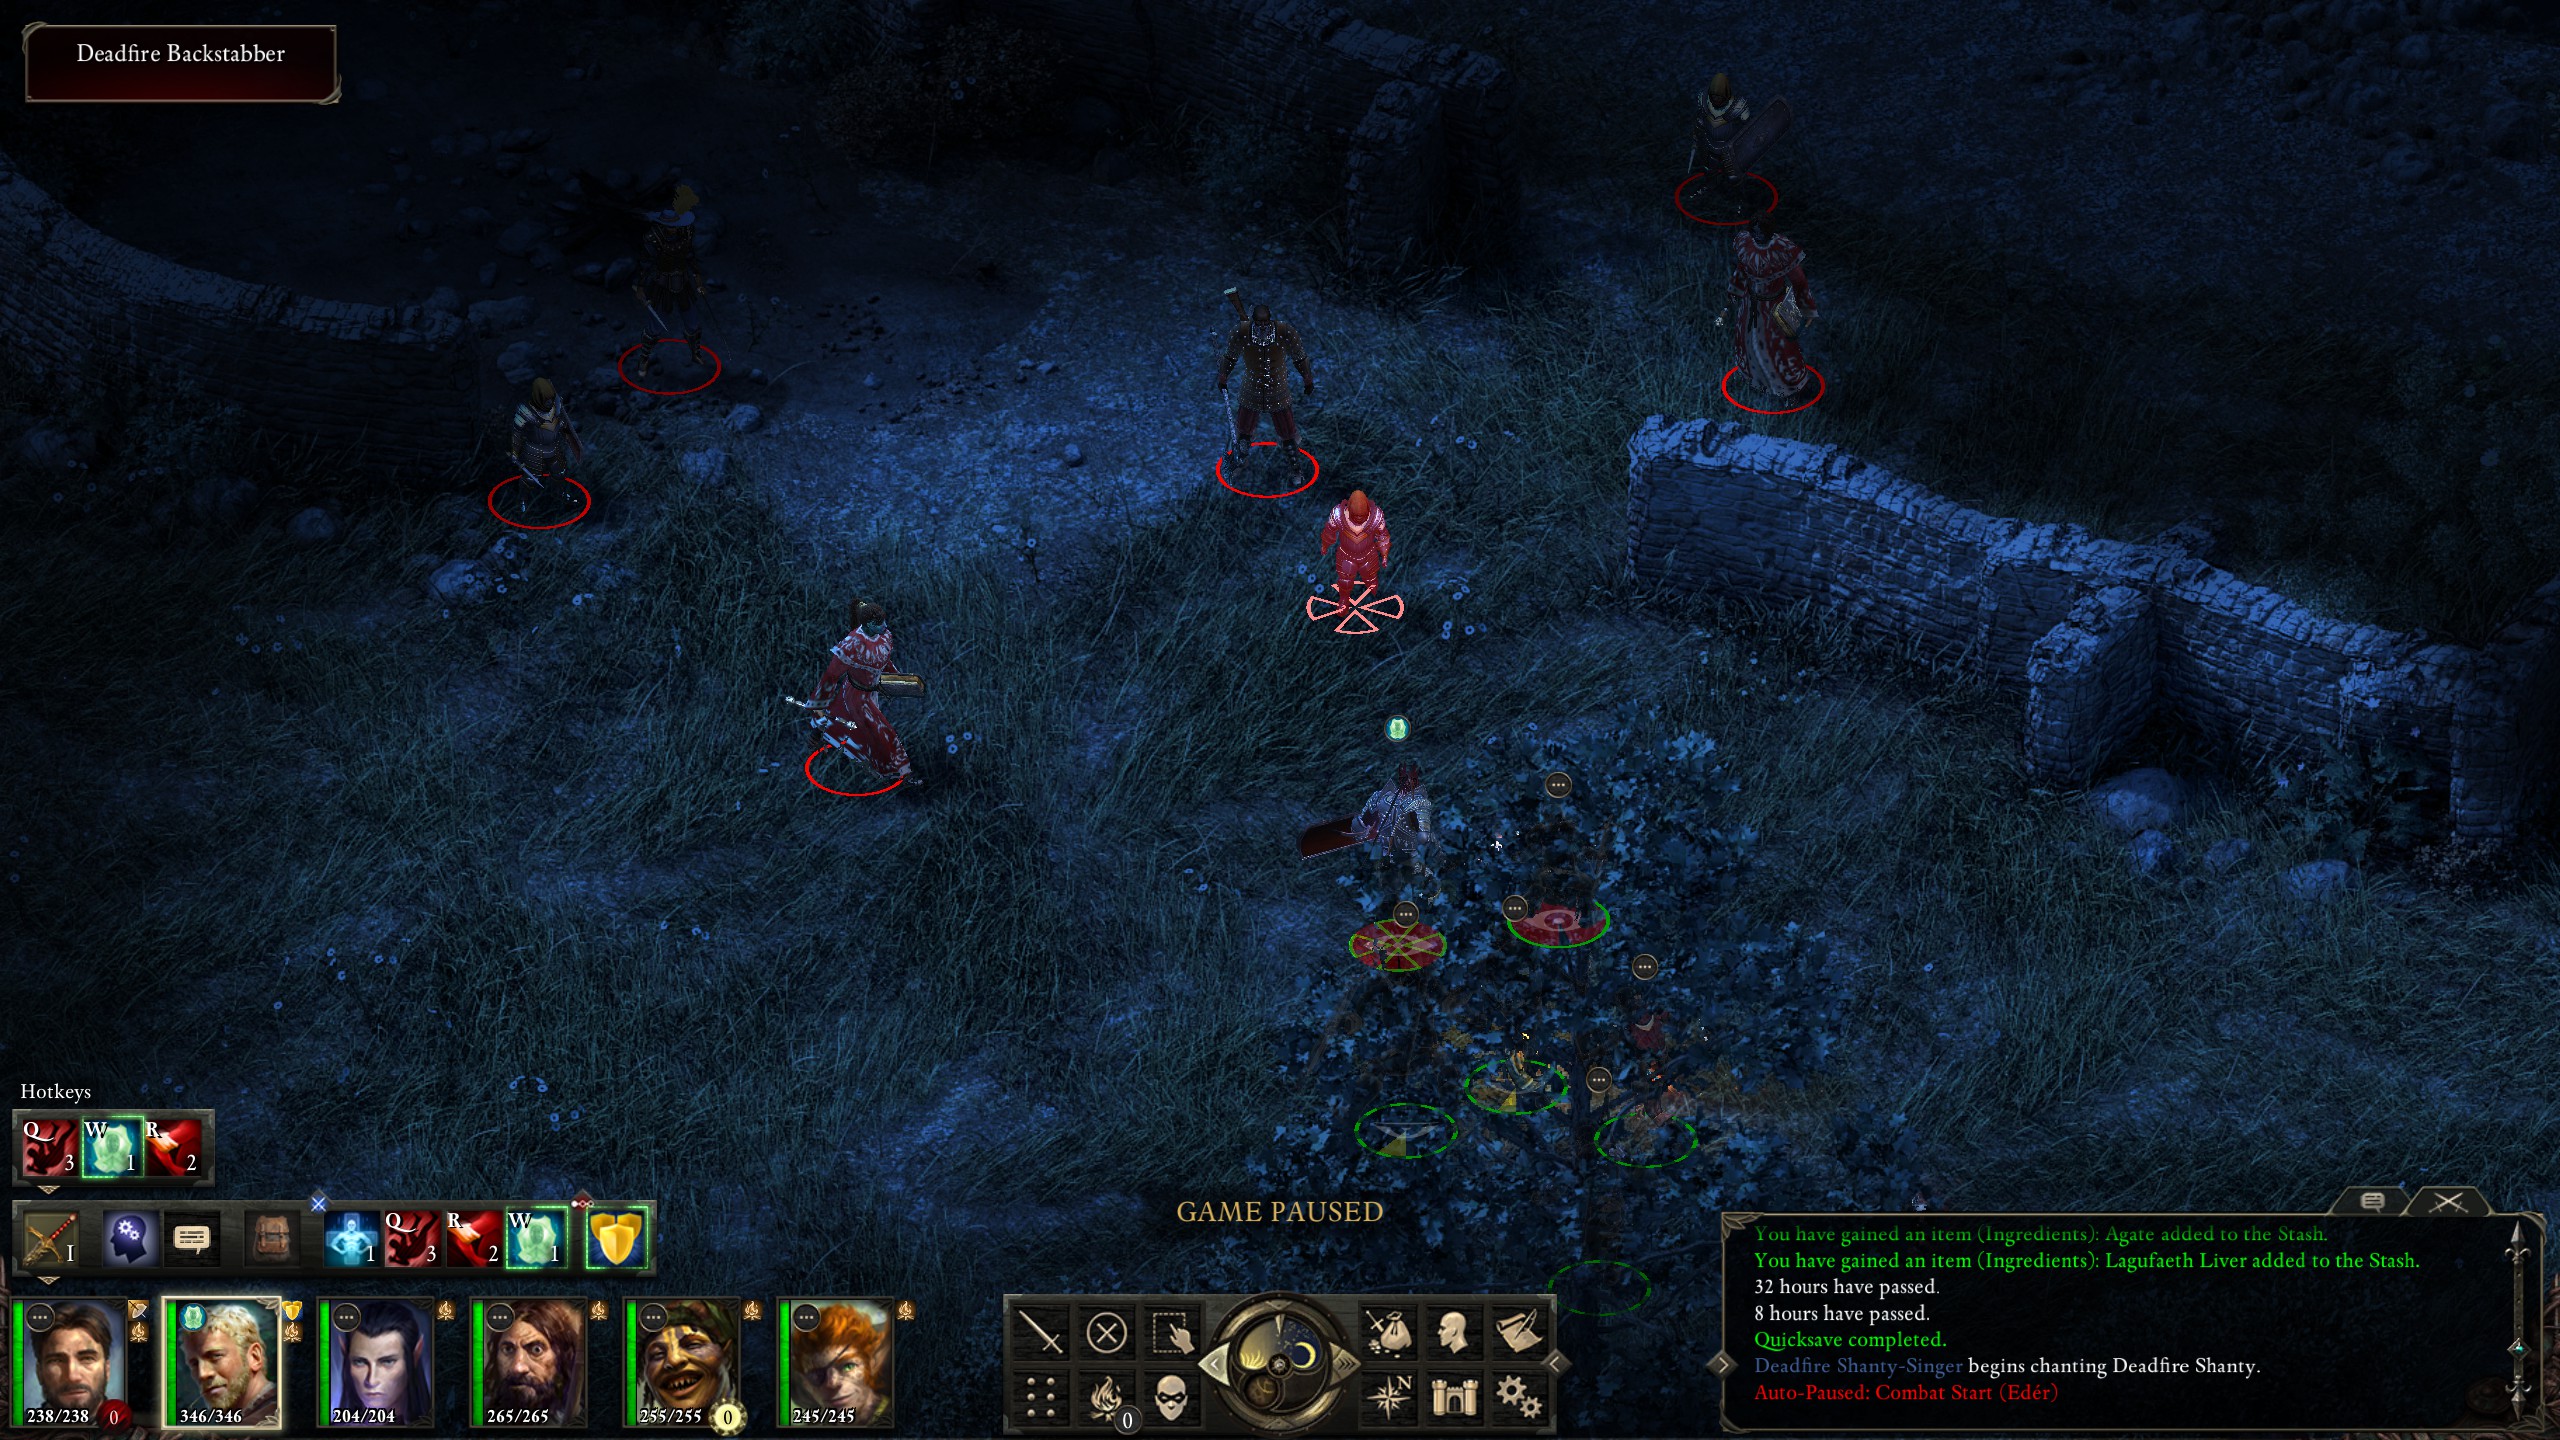 Deadfire Backstabber
Hotkeys
Q 3 W 1 R 2
I 1 Q 3 R 2 W 1
GAME PAUSED
238/238 0 346/346 204/204 265/265 255/255 0 245/245
0
N
You have gained an item (Ingredients): Agate added to the Stash.
You have gained an item (Ingredients): Lagufaeth Liver added to the Stash.
32 hours have passed.
8 hours have passed.
Quicksave completed.
Deadfire Shanty-Singer begins chanting Deadfire Shanty.
Auto-Paused: Combat Start (Edér)